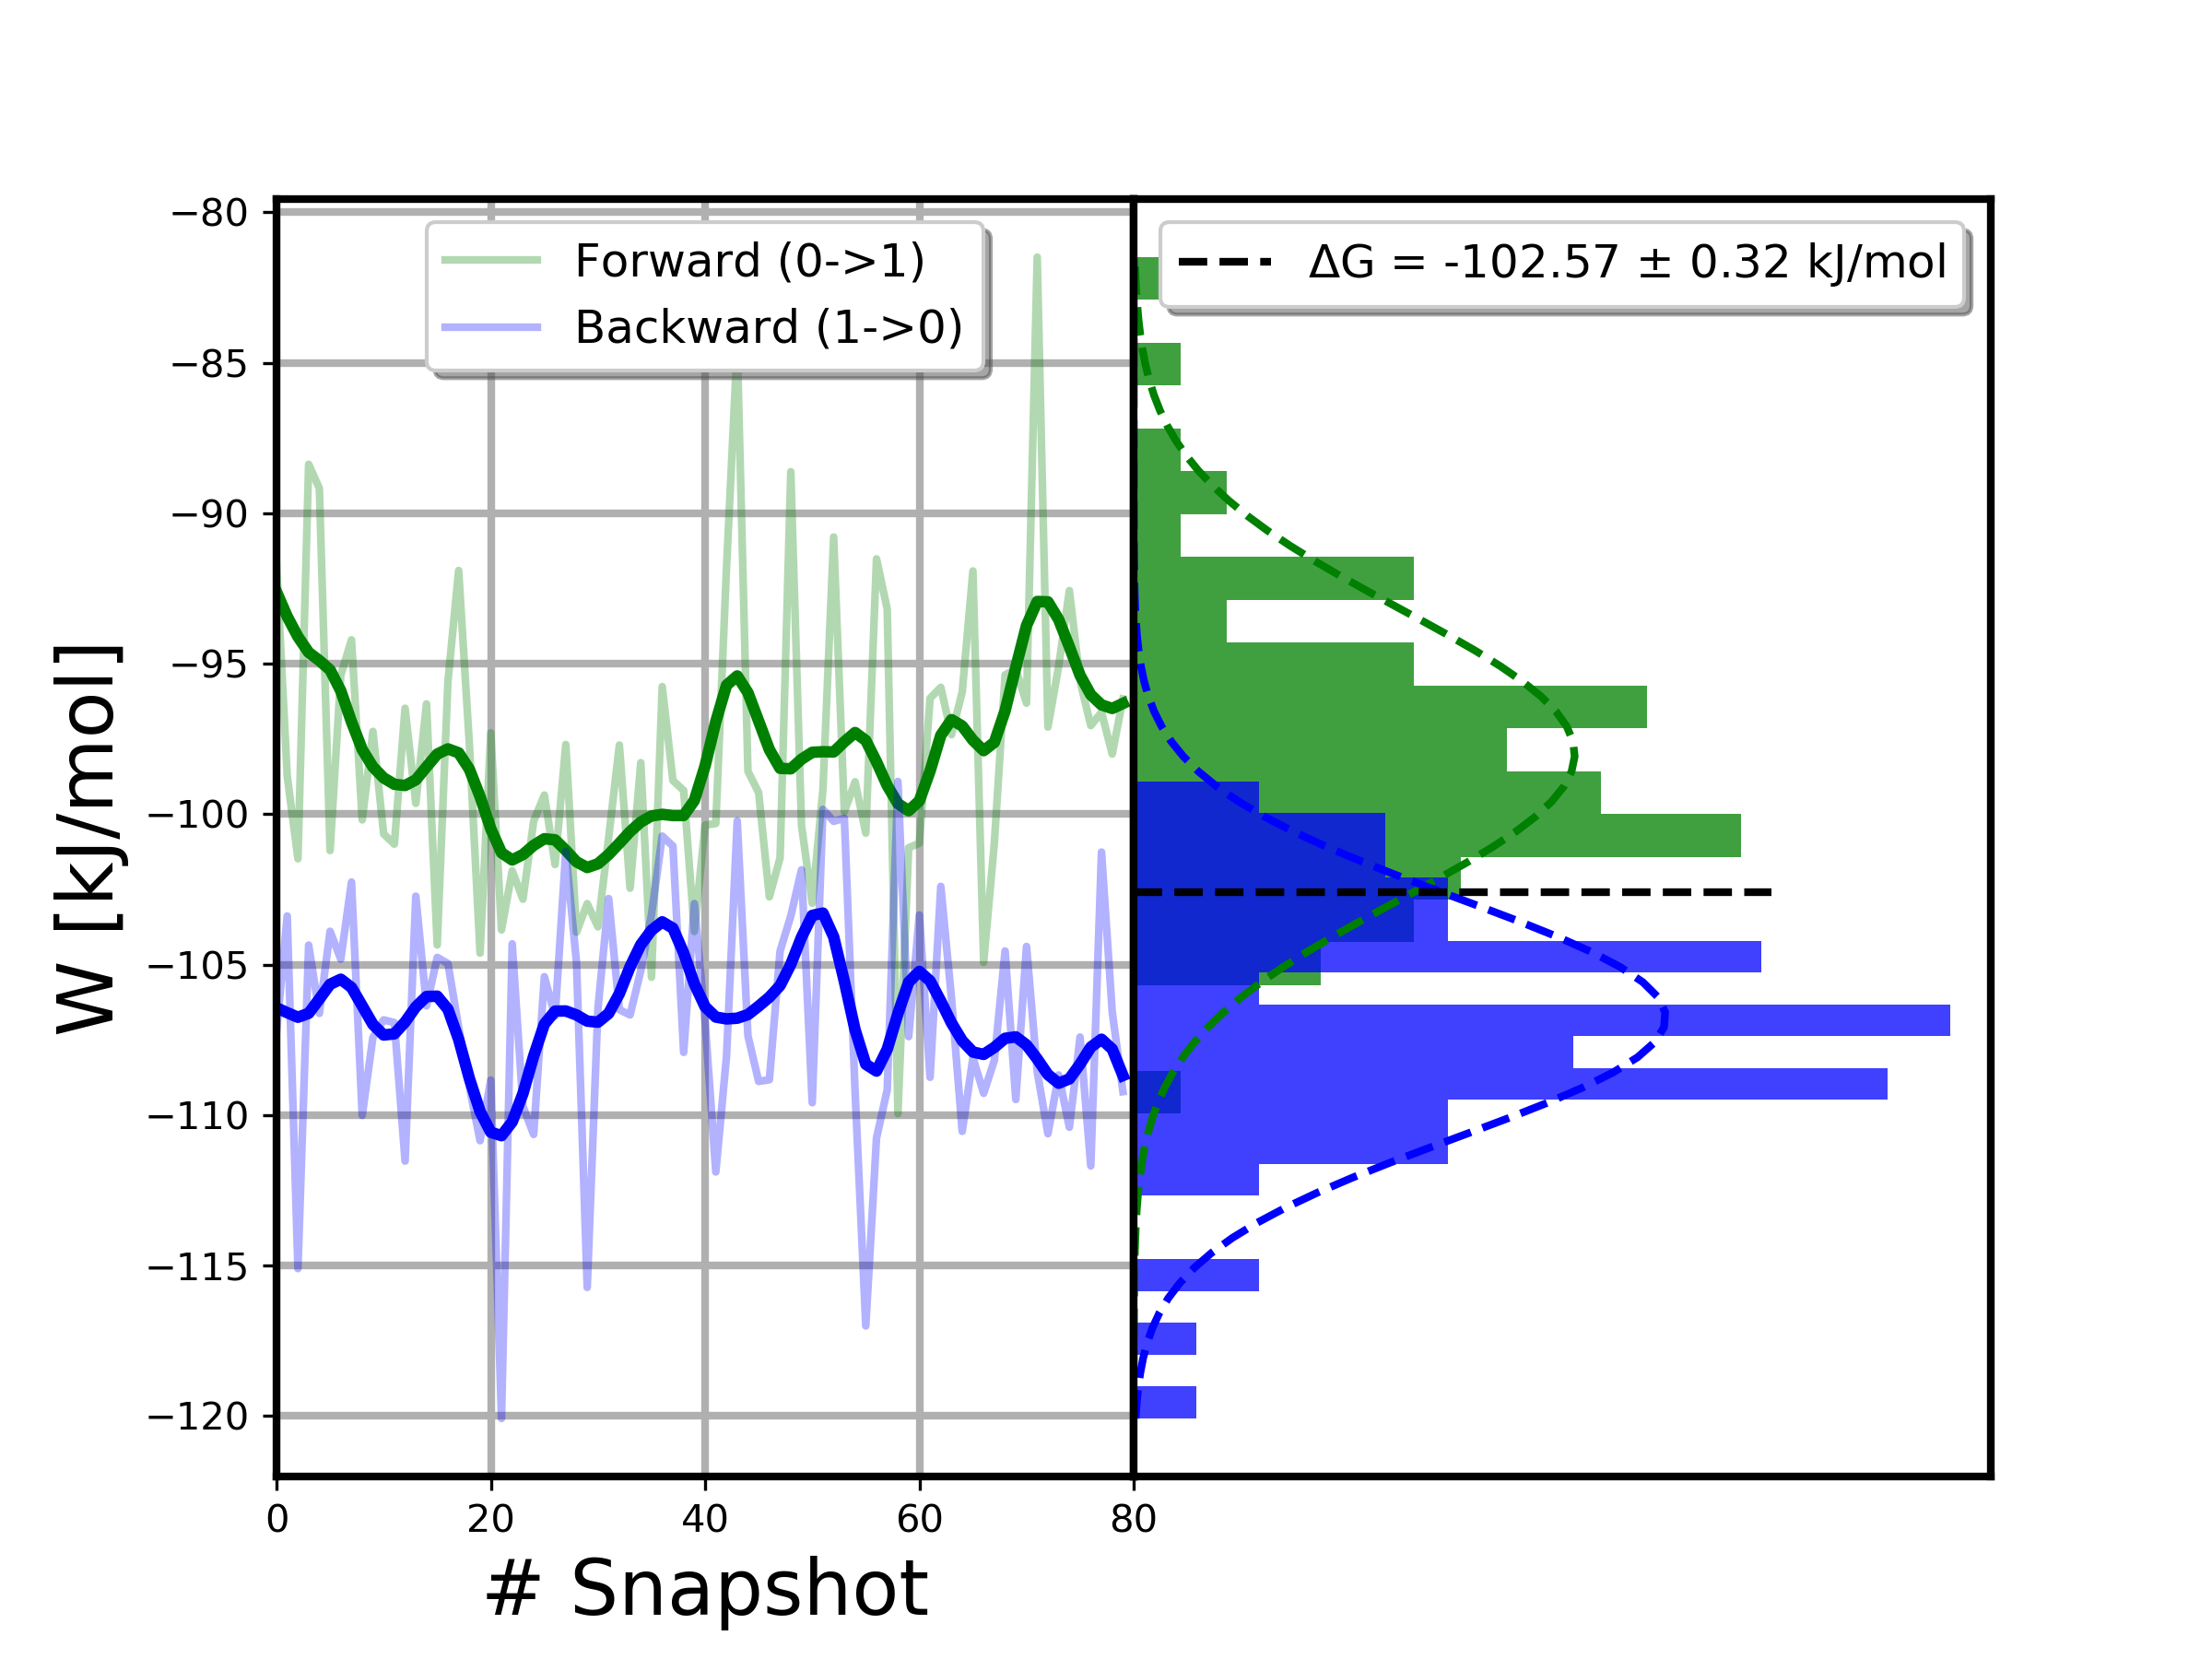 Forward (0->1)
Backward (1->0)
ΔG = -102.57 ± 0.32 kJ/mol
W [kJ/mol]
−80
−85
−90
−95
−100
−105
−110
−115
−120
0 20 40 60 80
# Snapshot